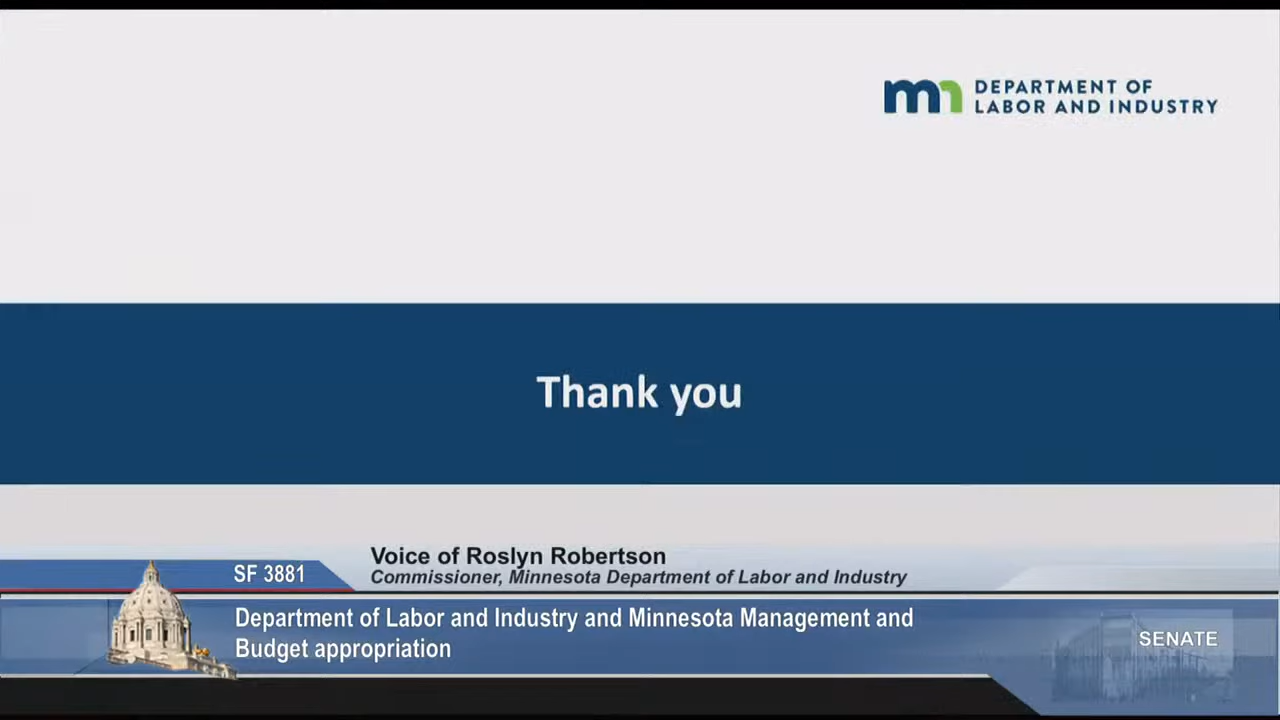 mn DEPARTMENT OF
LABOR AND INDUSTRY
Thank you
Voice of Roslyn Robertson
Commissioner, Minnesota Department of Labor and Industry
SF 3881
Department of Labor and Industry and Minnesota Management and
Budget appropriation
SENATE